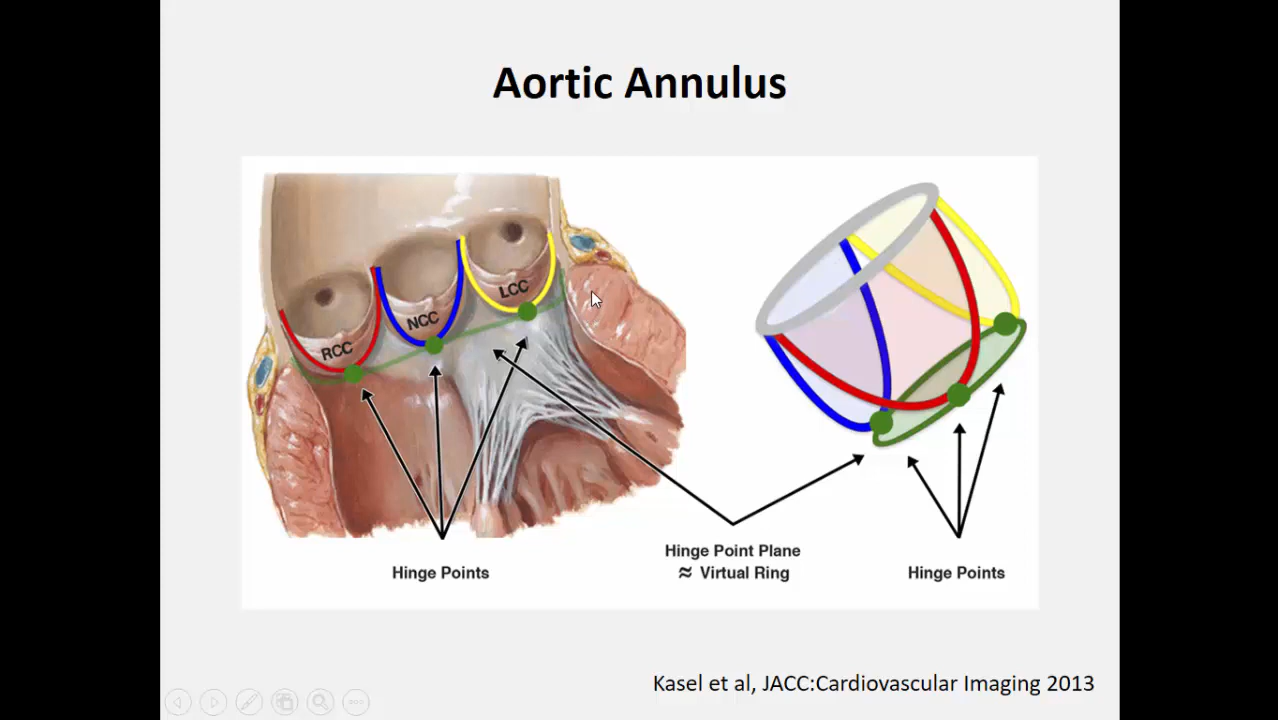 Aortic Annulus
LCC
NCC
RCC
Hinge Points
Hinge Point Plane
≈ Virtual Ring
Hinge Points
Kasel et al, JACC:Cardiovascular Imaging 2013